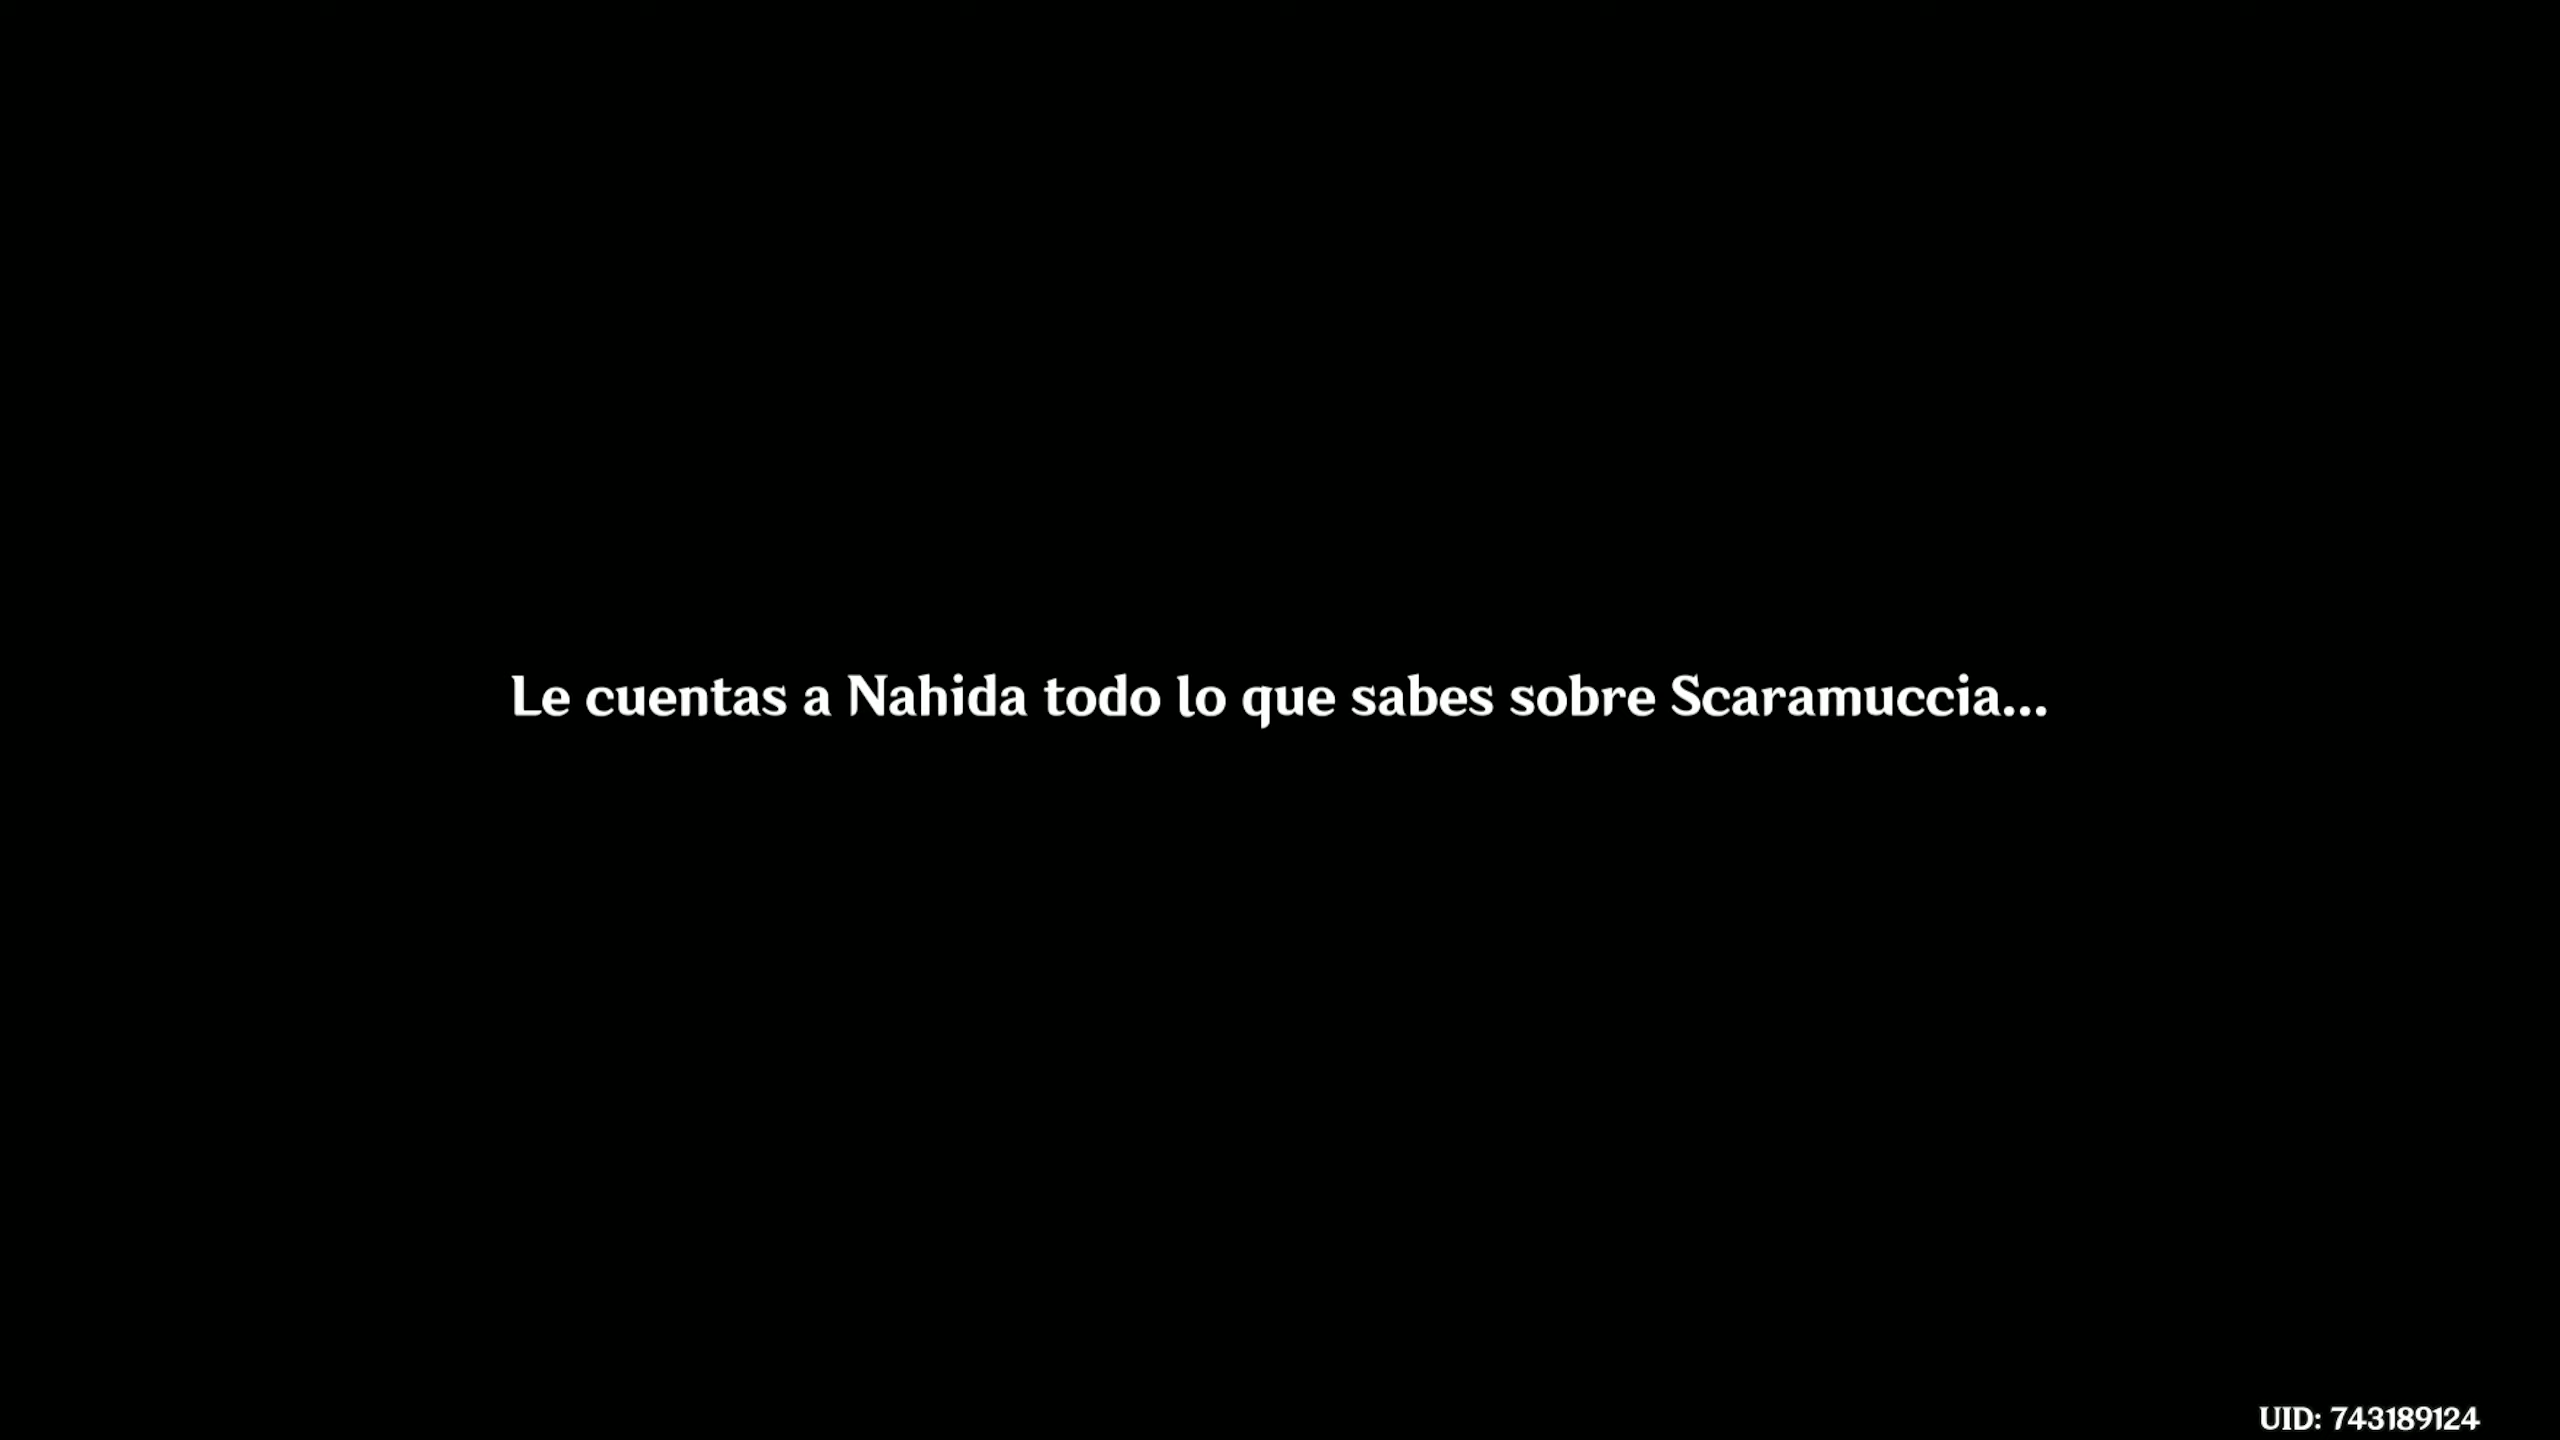 Le cuentas a Nahida todo lo que sabes sobre Scaramuccia...
UID: 743189124